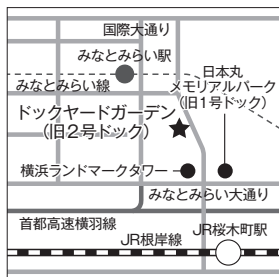 国際大通り
みなとみらい駅
みなとみらい線
日本丸
メモリアルパーク
(旧1号ドック)
ドックヤードガーデン
(旧2号ドック)
横浜ランドマークタワー
みなとみらい大通り
首都高速横羽線
JR桜木町駅
JR根岸線